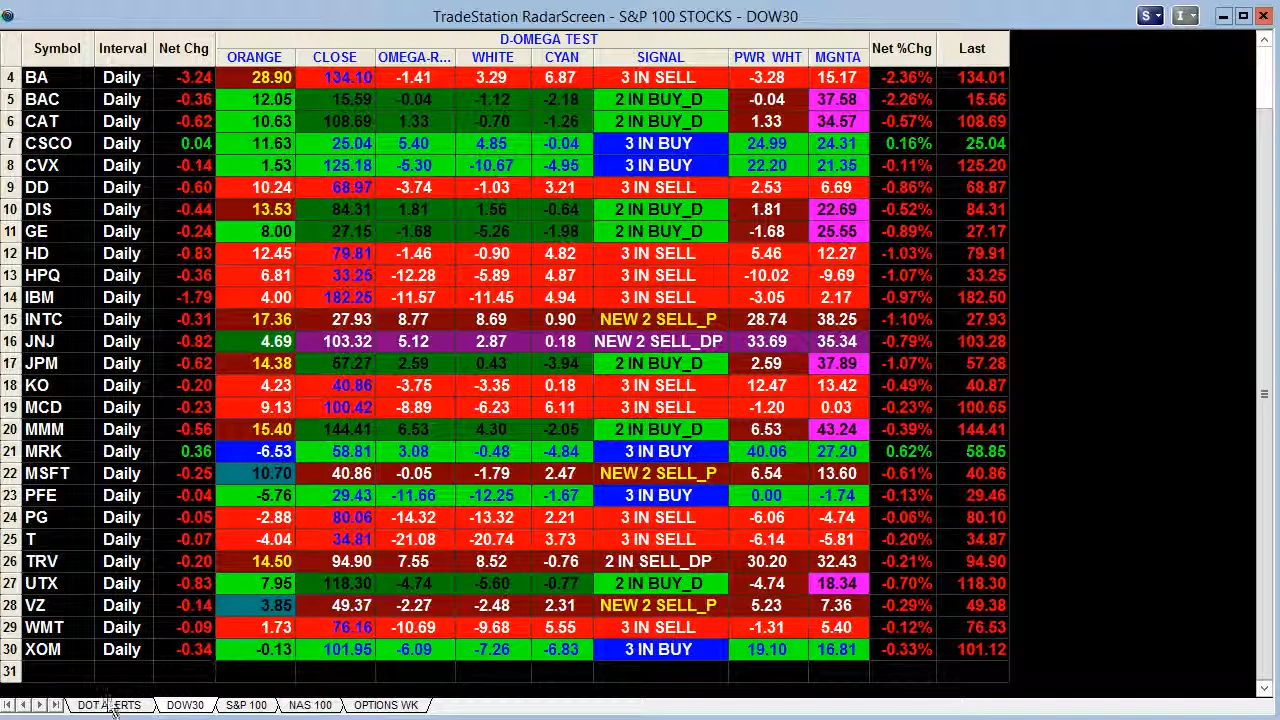 TradeStation RadarScreen - S&P 100 STOCKS - DOW30
S
I
D-OMEGA TEST
Symbol Interval Net Chg ORANGE CLOSE OMEGA-R... WHITE CYAN SIGNAL PWR WHT MGNTA Net %Chg Last
4 BA Daily -3.24 28.90 134.10 -1.41 3.29 6.87 3 IN SELL -3.28 15.17 -2.36% 134.01
5 BAC Daily -0.36 12.05 15.59 -0.04 -1.12 -2.18 2 IN BUY_D -0.04 37.58 -2.26% 15.56
6 CAT Daily -0.62 10.63 108.69 1.33 -0.70 -1.26 2 IN BUY_D 1.33 34.57 -0.57% 108.69
7 CSCO Daily 0.04 11.63 25.04 5.40 4.85 -0.04 3 IN BUY 24.99 24.31 0.16% 25.04
8 CVX Daily -0.14 1.53 125.18 -5.30 -10.67 -4.95 3 IN BUY 22.20 21.35 -0.11% 125.20
9 DD Daily -0.60 10.24 68.97 -3.74 -1.03 3.21 3 IN SELL 2.53 6.69 -0.86% 68.87
10 DIS Daily -0.44 13.53 84.31 1.81 1.56 -0.64 2 IN BUY_D 1.81 22.69 -0.52% 84.31
11 GE Daily -0.24 8.00 27.15 -1.68 -5.26 -1.98 2 IN BUY_D -1.68 25.55 -0.89% 27.17
12 HD Daily -0.83 12.45 79.81 -1.46 -0.90 4.82 3 IN SELL 5.46 12.27 -1.03% 79.91
13 HPQ Daily -0.36 6.81 33.25 -12.28 -5.89 4.87 3 IN SELL -10.02 -9.69 -1.07% 33.25
14 IBM Daily -1.79 4.00 182.25 -11.57 -11.45 4.94 3 IN SELL -3.05 2.17 -0.97% 182.50
15 INTC Daily -0.31 17.36 27.93 8.77 8.69 0.90 NEW 2 SELL_P 28.74 38.25 -1.10% 27.93
16 JNJ Daily -0.82 4.69 103.32 5.12 2.87 0.18 NEW 2 SELL_DP 33.69 35.34 -0.79% 103.28
17 JPM Daily -0.62 14.38 57.27 2.59 0.43 -3.94 2 IN BUY_D 2.59 37.89 -1.07% 57.28
18 KO Daily -0.20 4.23 40.86 -3.75 -3.35 0.18 3 IN SELL 12.47 13.42 -0.49% 40.87
19 MCD Daily -0.23 9.13 100.42 -8.89 -6.23 6.11 3 IN SELL -1.20 0.03 -0.23% 100.65
20 MMM Daily -0.56 15.40 144.41 6.53 4.30 -2.05 2 IN BUY_D 6.53 43.24 -0.39% 144.41
21 MRK Daily 0.36 -6.53 58.81 3.08 -0.48 -4.84 3 IN BUY 40.06 27.20 0.62% 58.85
22 MSFT Daily -0.25 10.70 40.86 -0.05 -1.79 2.47 NEW 2 SELL_P 6.54 13.60 -0.61% 40.86
23 PFE Daily -0.04 -5.76 29.43 -11.66 -12.25 -1.67 3 IN BUY 0.00 -1.74 -0.13% 29.46
24 PG Daily -0.05 -2.88 80.06 -14.32 -13.32 2.21 3 IN SELL -6.06 -4.74 -0.06% 80.10
25 T Daily -0.07 -4.04 34.81 -21.08 -20.74 3.73 3 IN SELL -6.14 -5.81 -0.20% 34.87
26 TRV Daily -0.20 14.50 94.90 7.55 8.52 -0.76 2 IN SELL_DP 30.20 32.43 -0.21% 94.90
27 UTX Daily -0.83 7.95 118.30 -4.74 -5.60 -0.77 2 IN BUY_D -4.74 18.34 -0.70% 118.30
28 VZ Daily -0.14 3.85 49.37 -2.27 -2.48 2.31 NEW 2 SELL_P 5.23 7.36 -0.29% 49.38
29 WMT Daily -0.09 1.73 76.16 -10.69 -9.68 5.55 3 IN SELL -1.31 5.40 -0.12% 76.53
30 XOM Daily -0.34 -0.13 101.95 -6.09 -7.26 -6.83 3 IN BUY 19.10 16.81 -0.33% 101.12
31
DOT ALERTS DOW30 S&P 100 NAS 100 OPTIONS WK